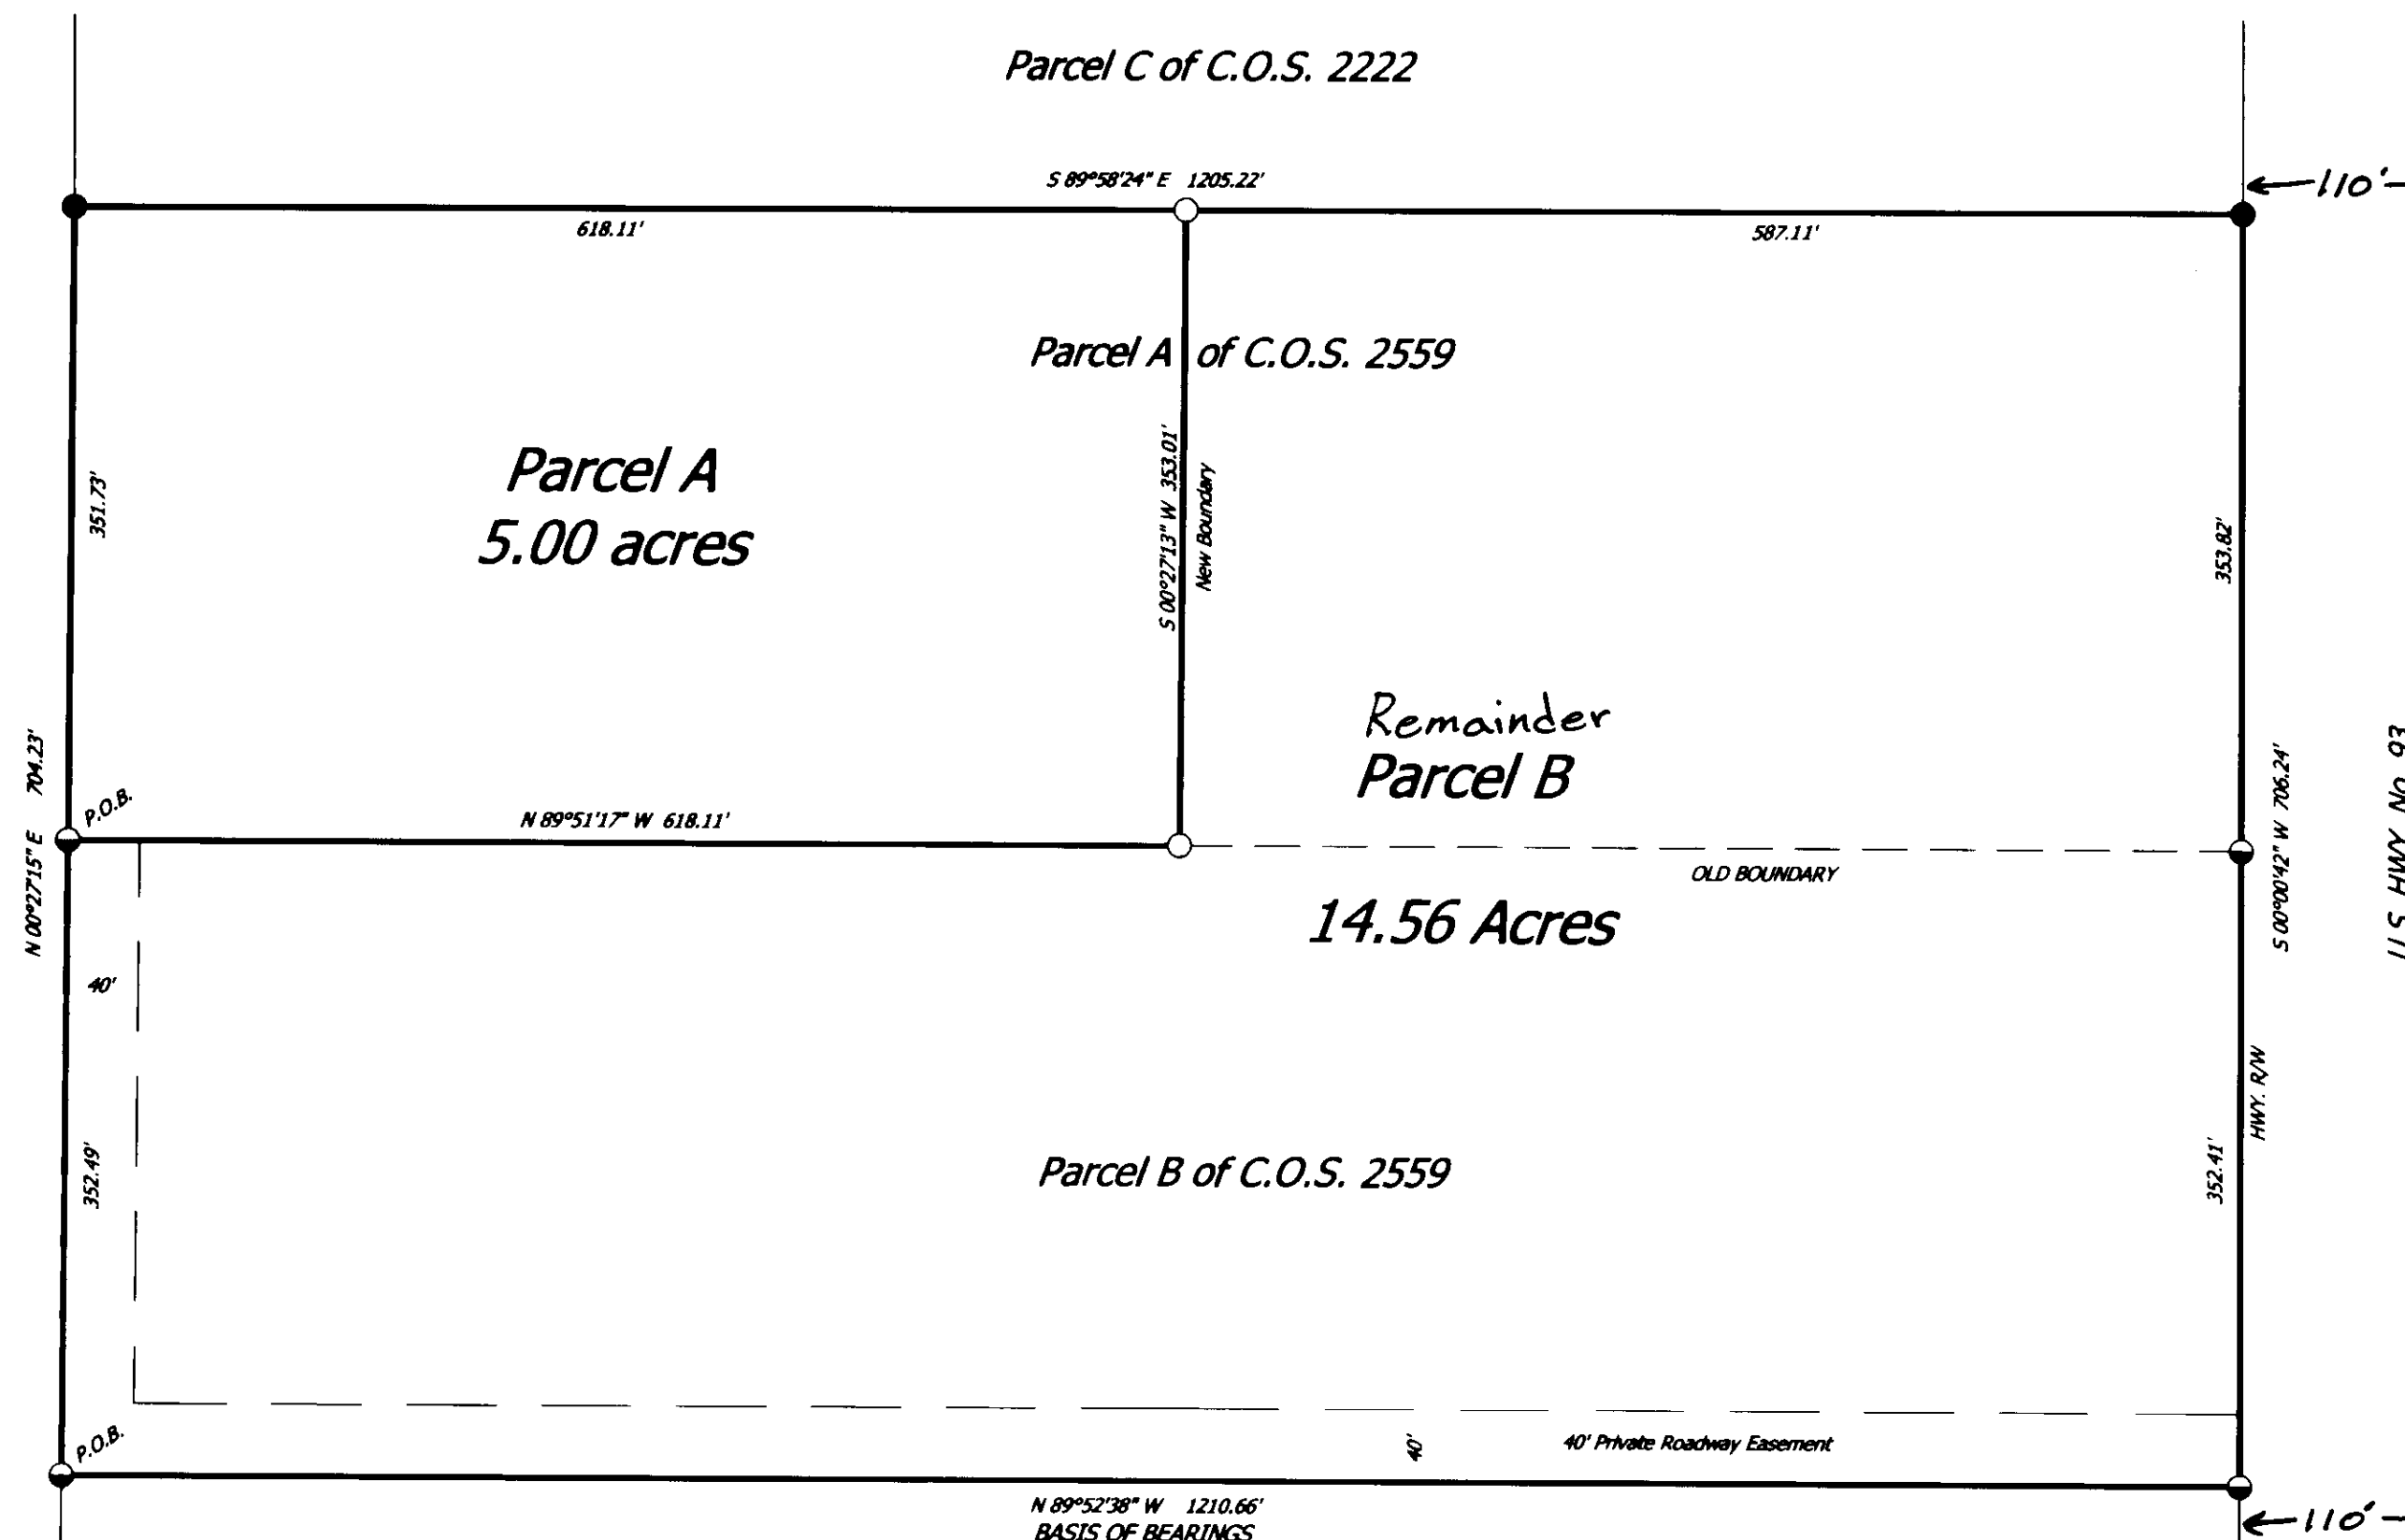 Parcel C of C.O.S. 2222
S 89°58'24" E 1205.22'
110'
618.11'
587.11'
Parcel A of C.O.S. 2559
Parcel A
5.00 acres
351.73'
S 00°27'13" W 353.01'
New Boundary
353.82'
Remainder
Parcel B
N 00°27'15" E 704.23'
P.O.B.
N 89°51'17" W 618.11'
OLD BOUNDARY
S 00°00'42" W 706.24'
U.S. HWY No. 93
14.56 Acres
40'
HWY. R/W
352.49'
Parcel B of C.O.S. 2559
352.41'
P.O.B.
40'
40' Private Roadway Easement
N 89°52'38" W 1210.66'
BASIS OF BEARINGS
110'